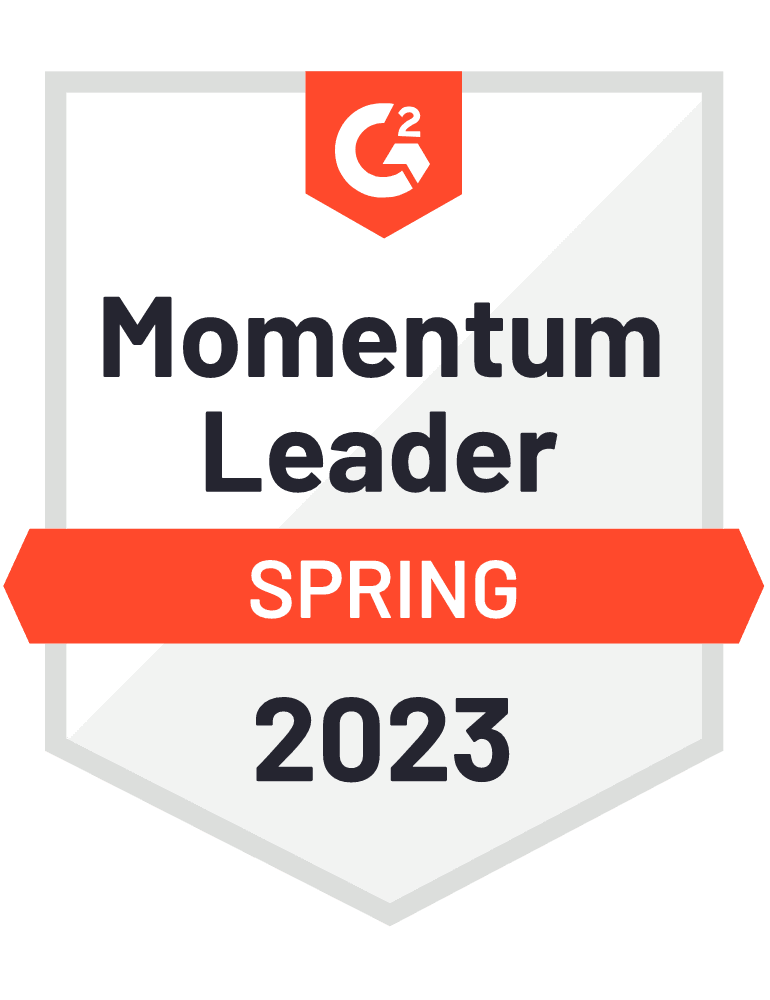 G2
Momentum
Leader
SPRING
2023